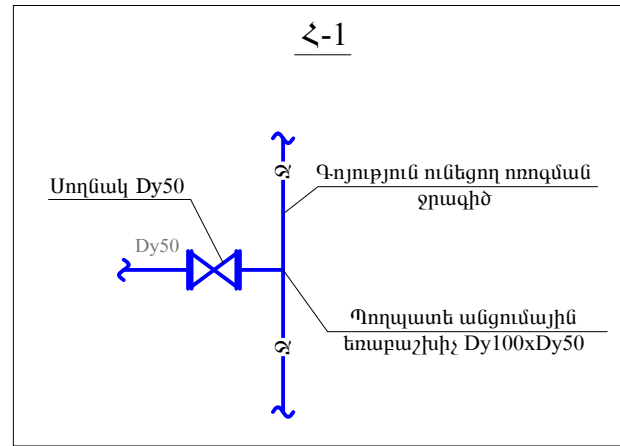 Հ-1
Գոյություն ունեցող ոռոգման
ջրագիծ
Սողնակ Dy50
Dy50
Ջ
Պողպատե անցումային
եռաբաշխիչ Dy100xDy50
Ջ